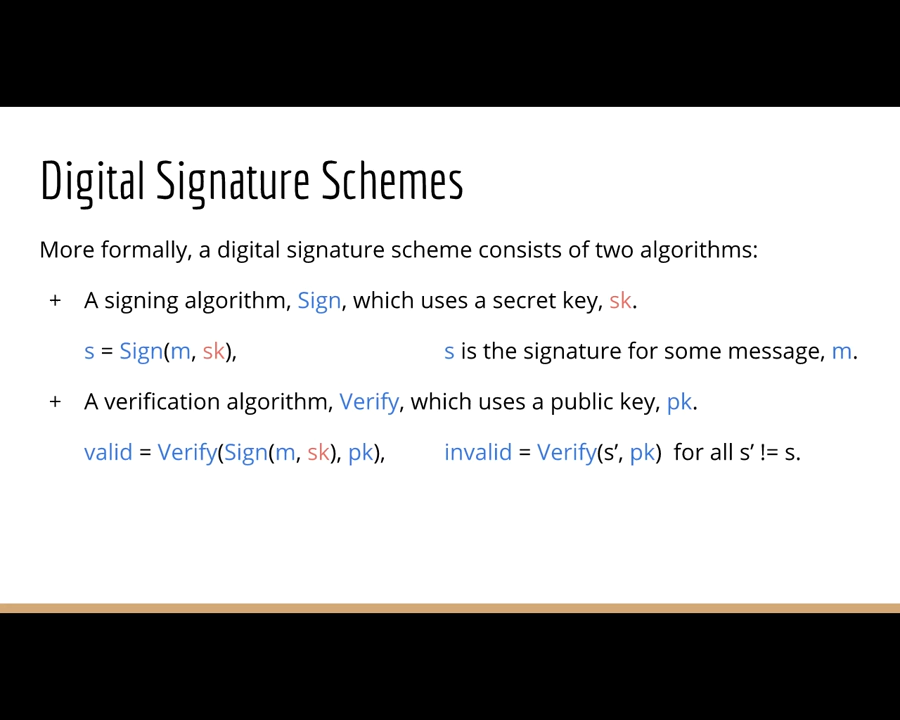 Digital Signature Schemes
More formally, a digital signature scheme consists of two algorithms:
+ A signing algorithm, Sign, which uses a secret key, sk.
s = Sign(m, sk), s is the signature for some message, m.
+ A verification algorithm, Verify, which uses a public key, pk.
valid = Verify(Sign(m, sk), pk), invalid = Verify(s’, pk) for all s’ != s.